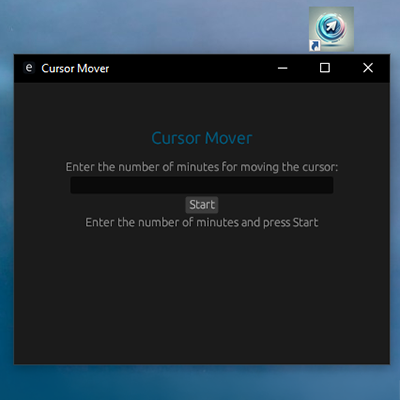 e Cursor Mover
Cursor Mover
Enter the number of minutes for moving the cursor:
Start
Enter the number of minutes and press Start